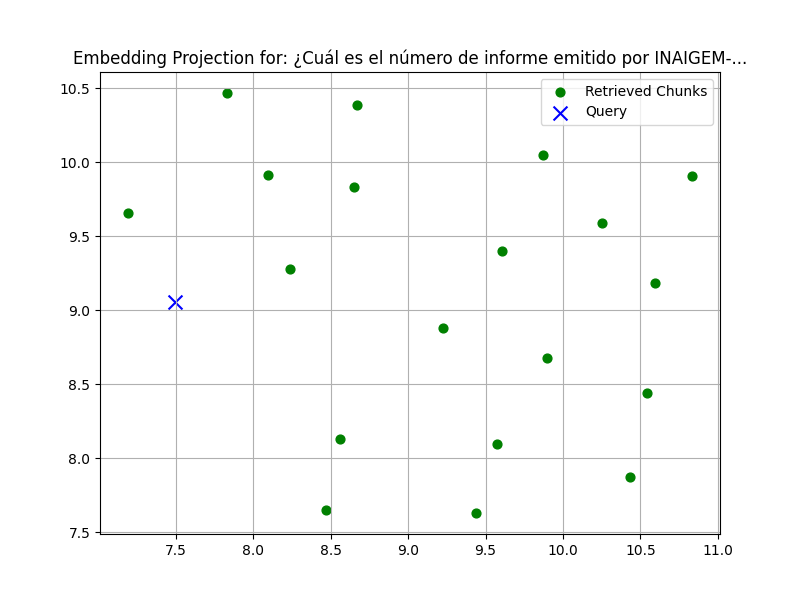 Embedding Projection for: ¿Cuál es el número de informe emitido por INAIGEM-...
Retrieved Chunks
Query
10.5
10.0
9.5
9.0
8.5
8.0
7.5
7.5 8.0 8.5 9.0 9.5 10.0 10.5 11.0